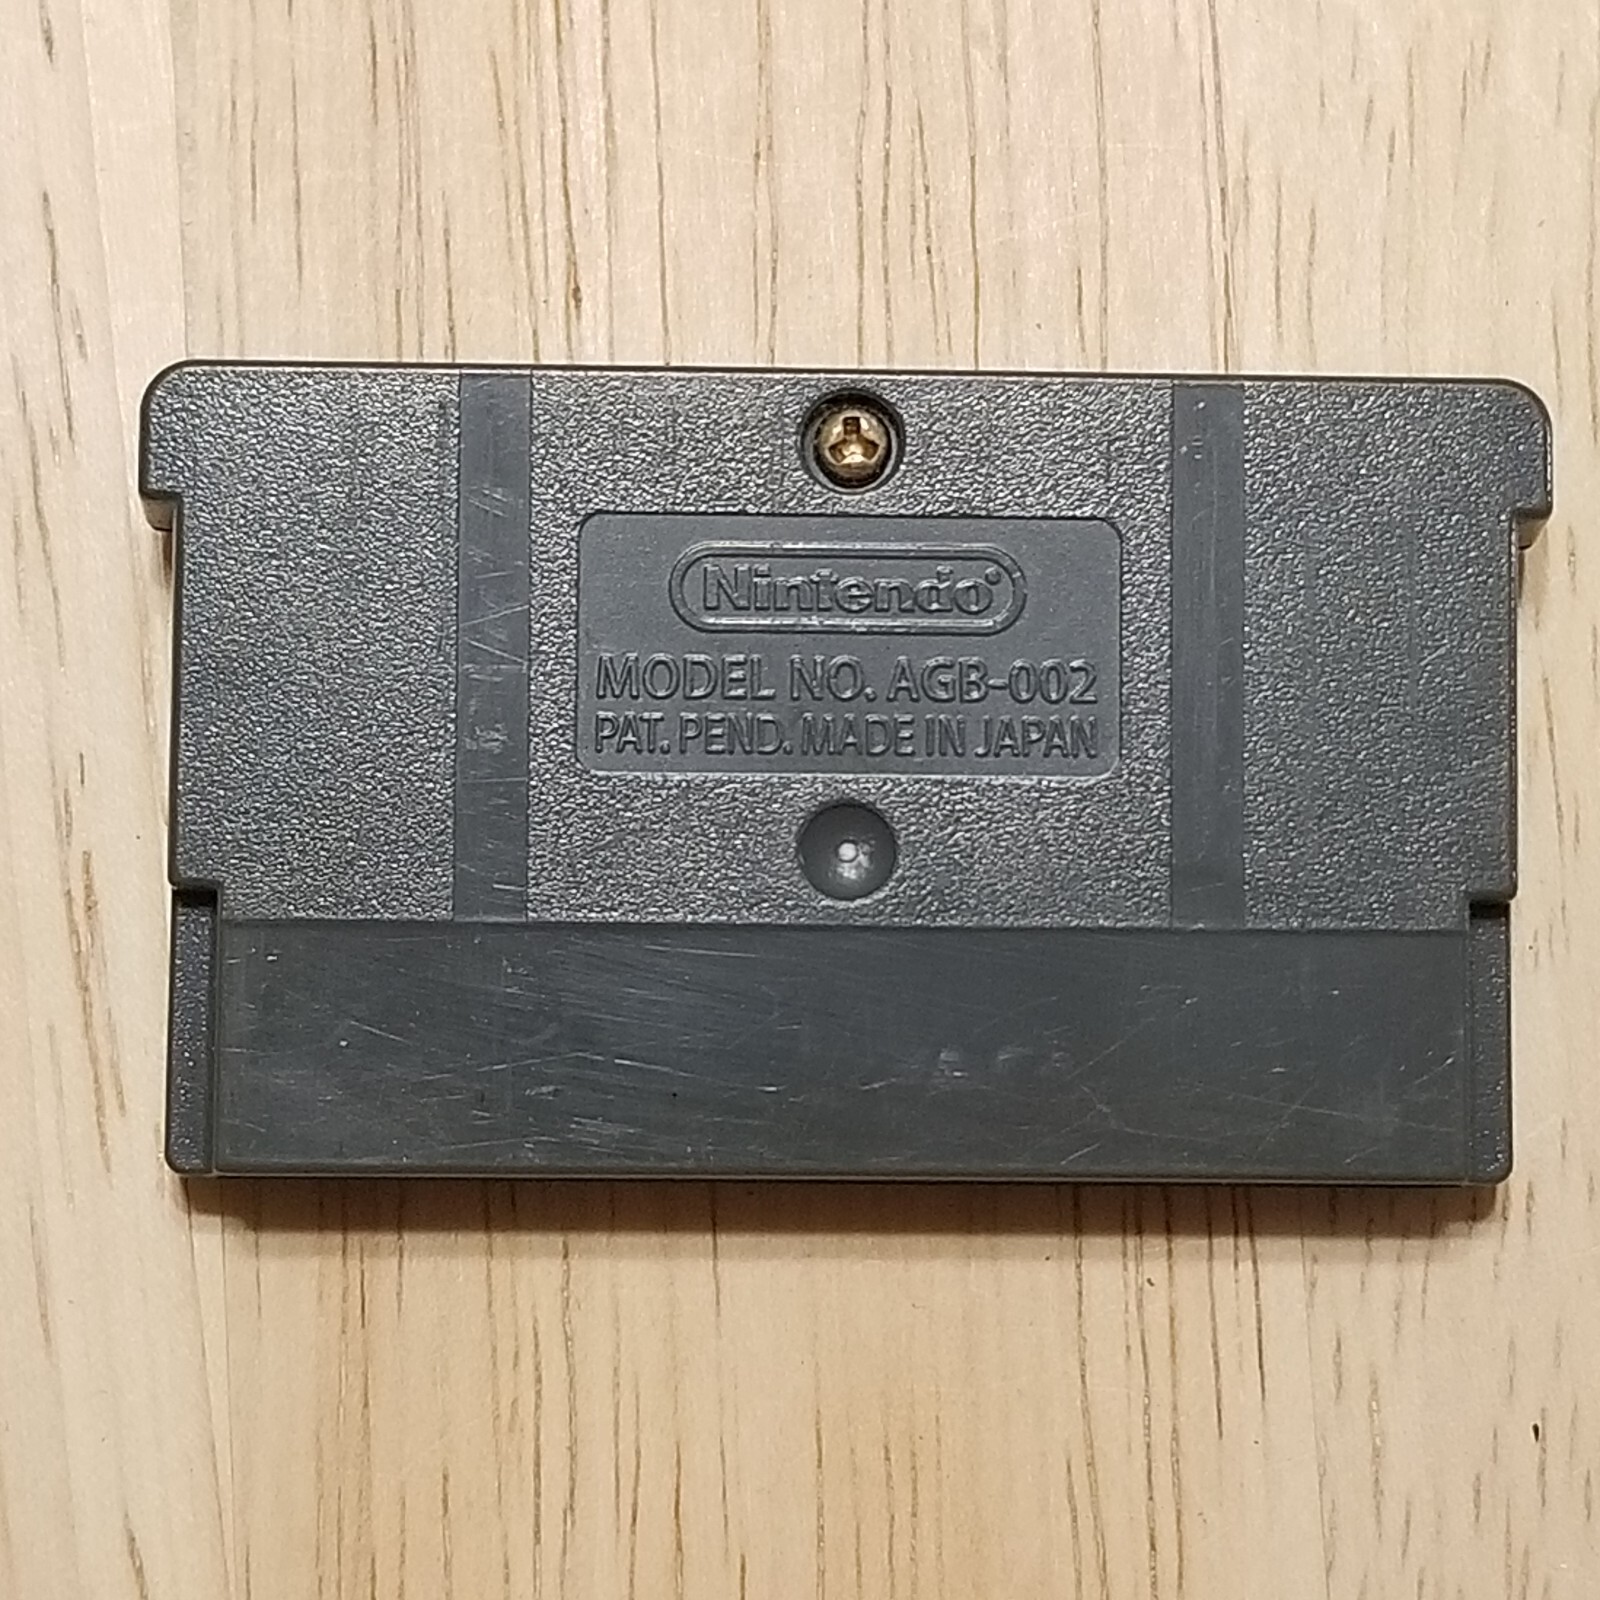 Nintendo®
MODEL NO. AGB-002
PAT. PEND. MADE IN JAPAN